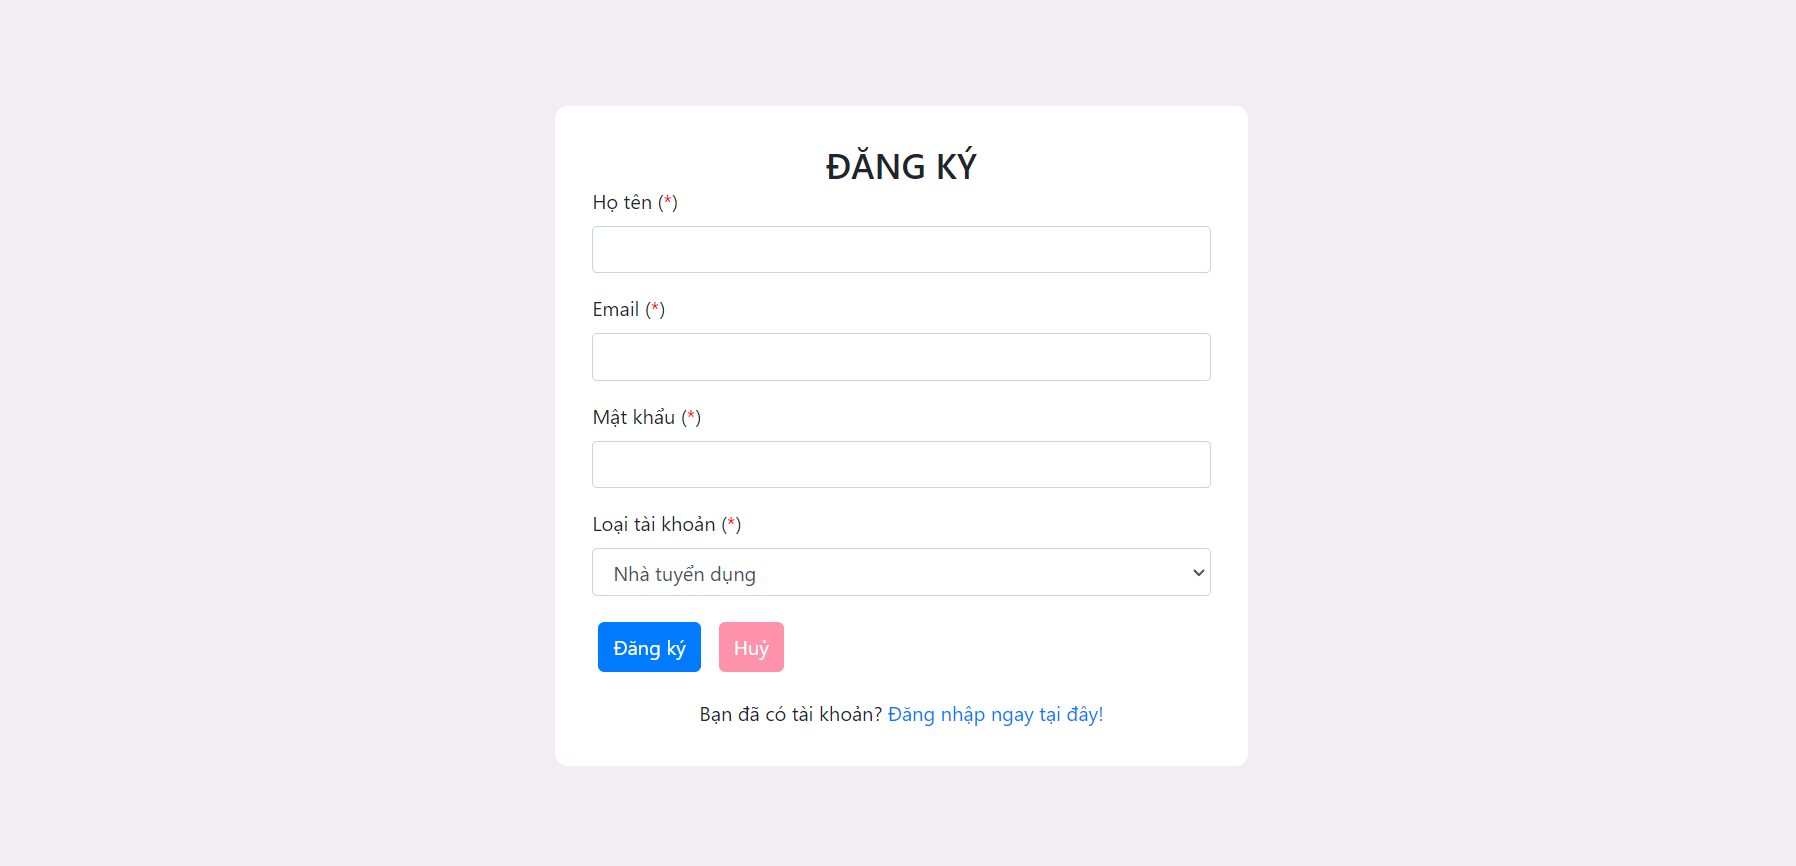 ĐĂNG KÝ
Họ tên (*)
Email (*)
Mật khẩu (*)
Loại tài khoản (*)
Nhà tuyển dụng
Đăng ký Huỷ
Bạn đã có tài khoản? Đăng nhập ngay tại đây!